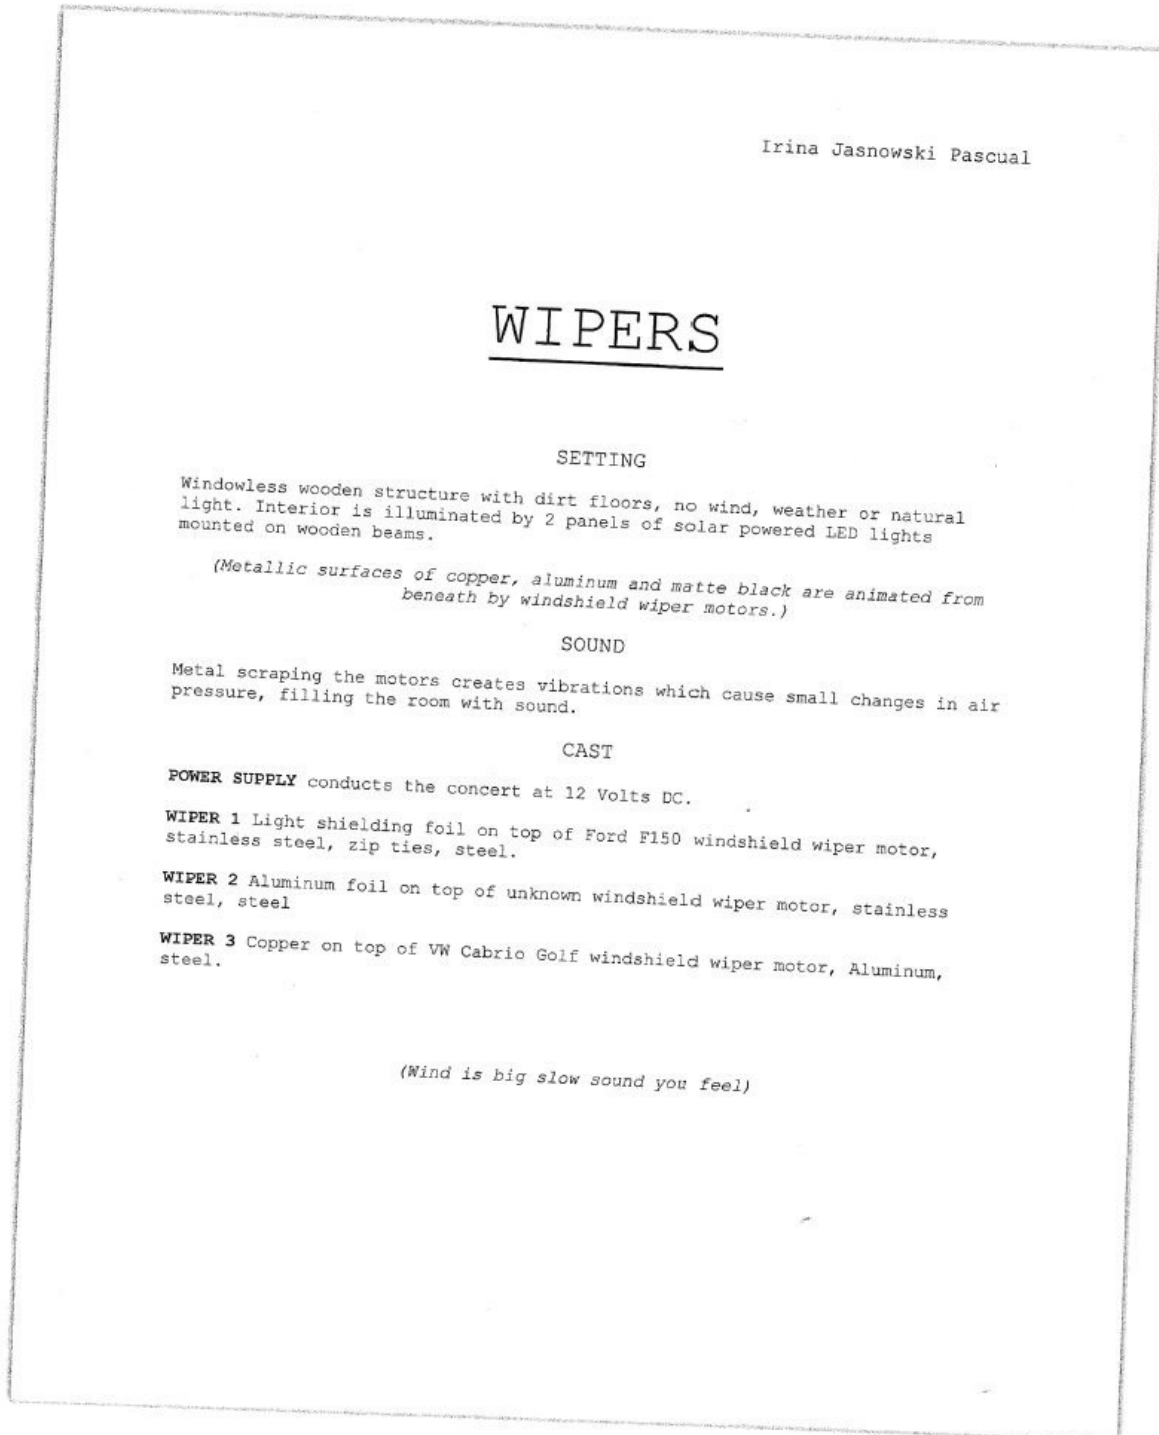 Irina Jasnowski Pascual
WIPERS
SETTING
Windowless wooden structure with dirt floors, no wind, weather or natural
light. Interior is illuminated by 2 panels of solar powered LED lights
mounted on wooden beams.
(Metallic surfaces of copper, aluminum and matte black are animated from
beneath by windshield wiper motors.)
SOUND
Metal scraping the motors creates vibrations which cause small changes in air
pressure, filling the room with sound.
CAST
POWER SUPPLY conducts the concert at 12 Volts DC.
WIPER 1 Light shielding foil on top of Ford F150 windshield wiper motor,
stainless steel, zip ties, steel.
WIPER 2 Aluminum foil on top of unknown windshield wiper motor, stainless
steel, steel
WIPER 3 Copper on top of VW Cabrio Golf windshield wiper motor, Aluminum,
steel.
(Wind is big slow sound you feel)